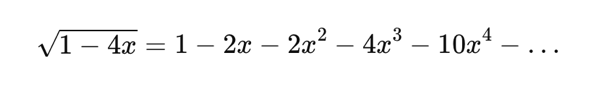 √(1 − 4x) = 1 − 2x − 2x² − 4x³ − 10x⁴ − …